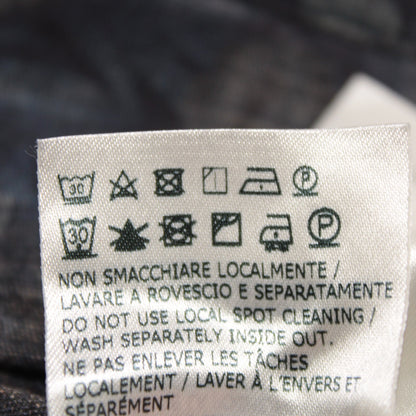 30 P
30 P
NON SMACCHIARE LOCALMENTE /
LAVARE A ROVESCIO E SEPARATAMENTE
DO NOT USE LOCAL SPOT CLEANING /
WASH SEPARATELY INSIDE OUT.
NE PAS ENLEVER LES TÂCHES
LOCALEMENT / LAVER À L'ENVERS ET
SÉPARÉMENT